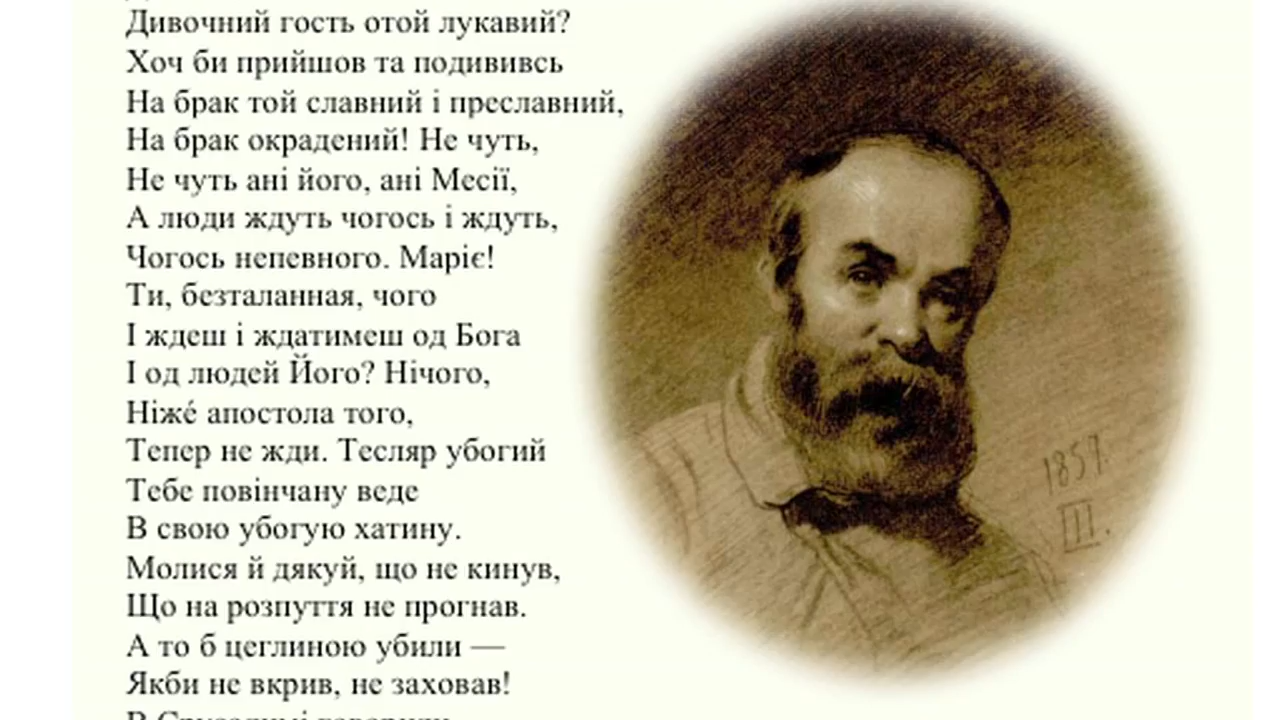 Дивочний гость отой лукавий?
Хоч би прийшов та подививсь
На брак той славний і преславний,
На брак окрадений! Не чуть,
Не чуть ані його, ані Месії,
А люди ждуть чогось і ждуть,
Чогось непевного. Маріє!
Ти, безталанная, чого
І ждеш і ждатимеш од Бога
І од людей Його? Нічого,
Ніже́ апостола того,
Тепер не жди. Тесляр убогий
Тебе повінчану веде
В свою убогую хатину.
Молися й дякуй, що не кинув,
Що на розпуття не прогнав.
А то б цеглиною убили —
Якби не вкрив, не заховав!
1859.
III.